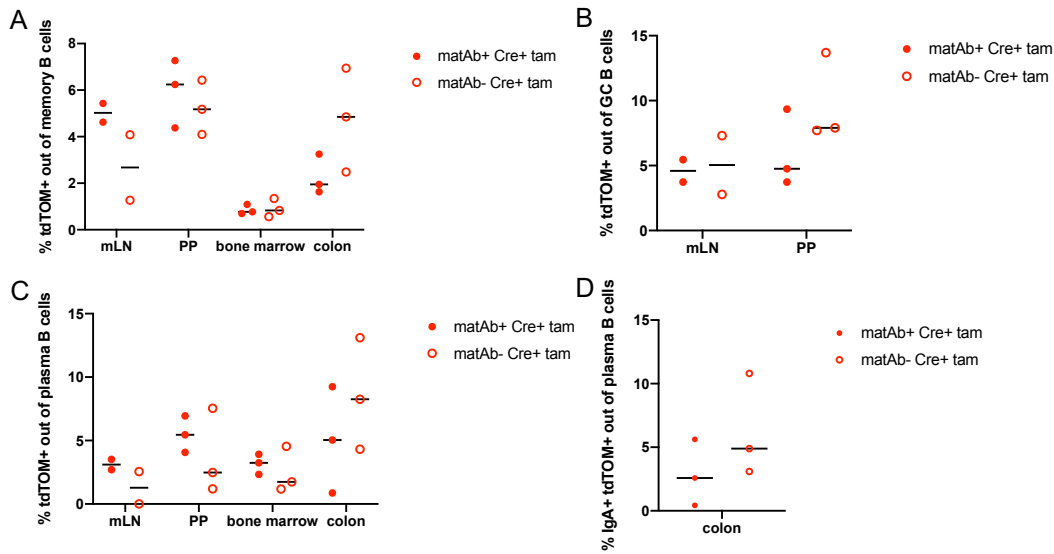 A
% tdTOM+ out of memory B cells
8
6
4
2
0
mLN PP bone marrow colon
matAb+ Cre+ tam
matAb- Cre+ tam
B
% tdTOM+ out of GC B cells
15
10
5
0
mLN PP
matAb+ Cre+ tam
matAb- Cre+ tam
C
% tdTOM+ out of plasma B cells
15
10
5
0
mLN PP bone marrow colon
matAb+ Cre+ tam
matAb- Cre+ tam
D
% IgA+ tdTOM+ out of plasma B cells
15
10
5
0
colon
matAb+ Cre+ tam
matAb- Cre+ tam